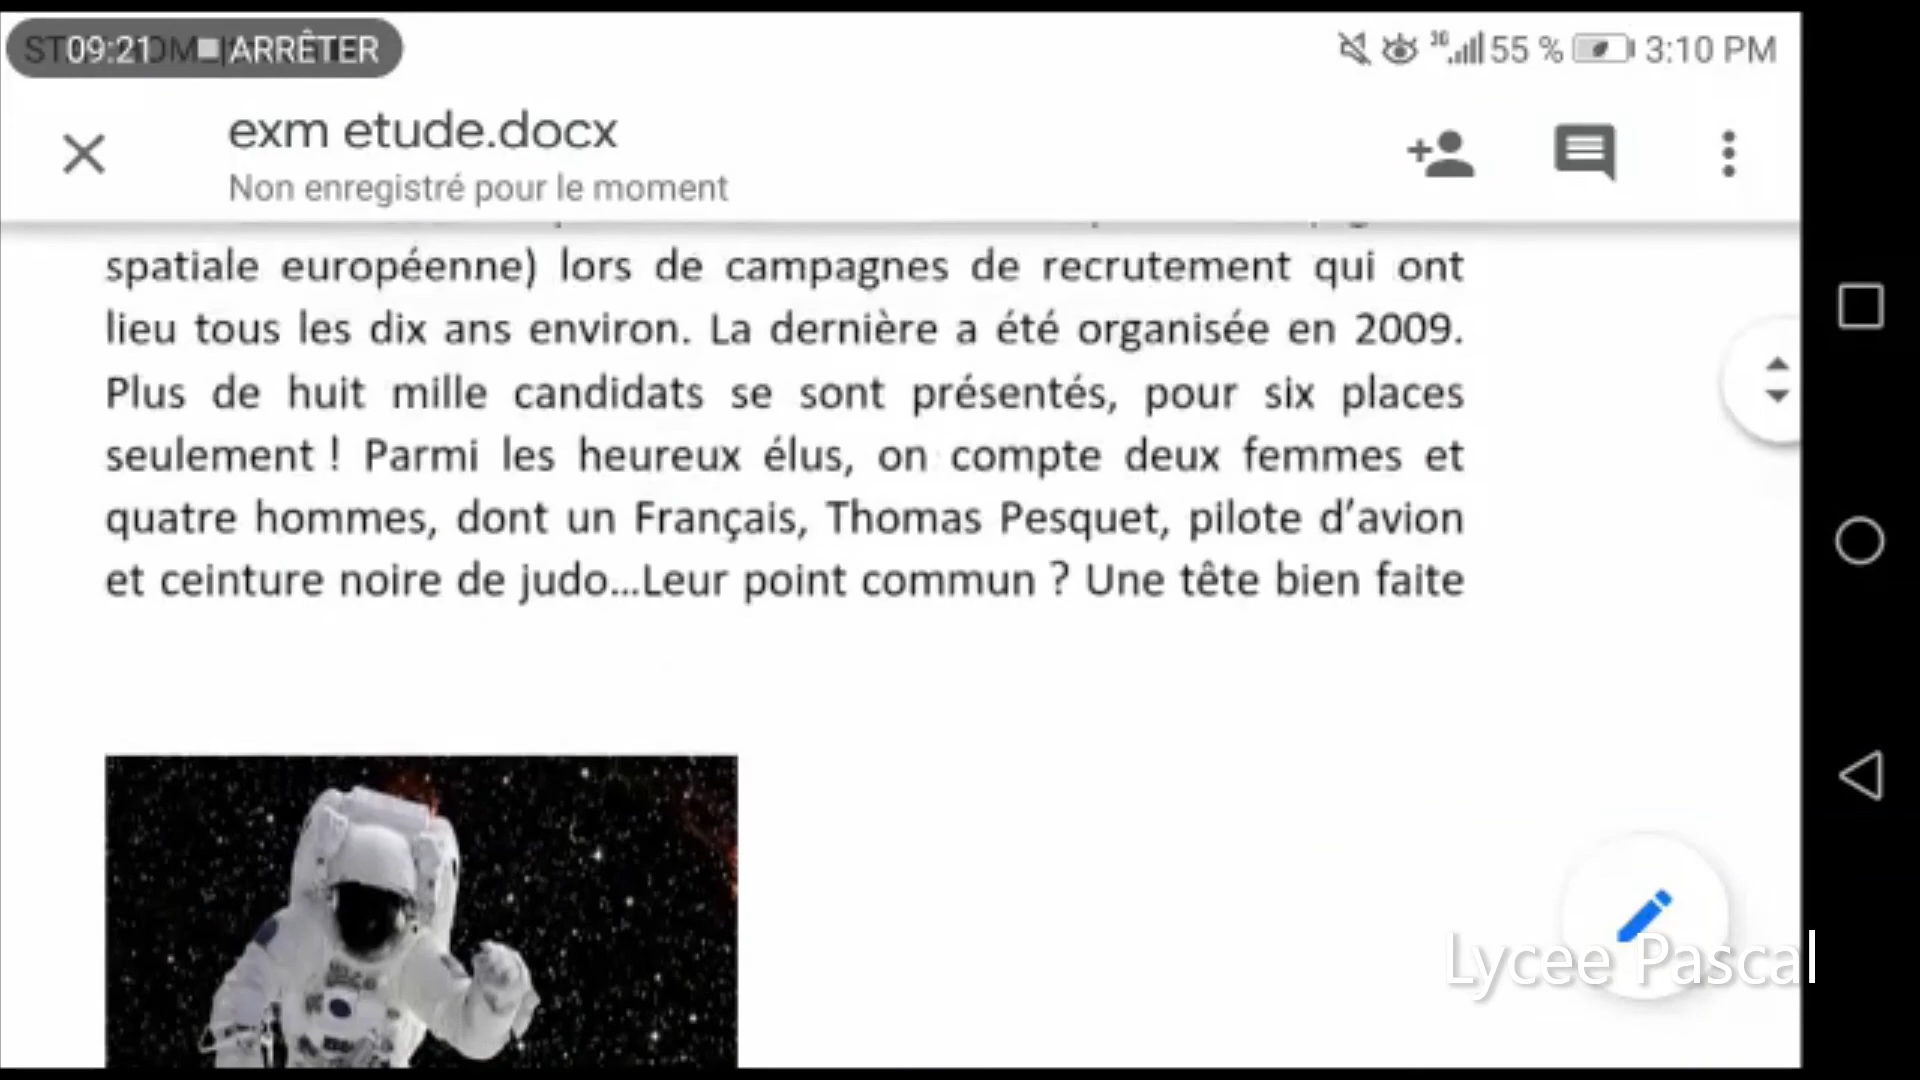 09:21 ARRÊTER
3G 55 % 3:10 PM
exm etude.docx
Non enregistré pour le moment
spatiale européenne) lors de campagnes de recrutement qui ont
lieu tous les dix ans environ. La dernière a été organisée en 2009.
Plus de huit mille candidats se sont présentés, pour six places
seulement ! Parmi les heureux élus, on compte deux femmes et
quatre hommes, dont un Français, Thomas Pesquet, pilote d’avion
et ceinture noire de judo...Leur point commun ? Une tête bien faite
Lycee Pascal